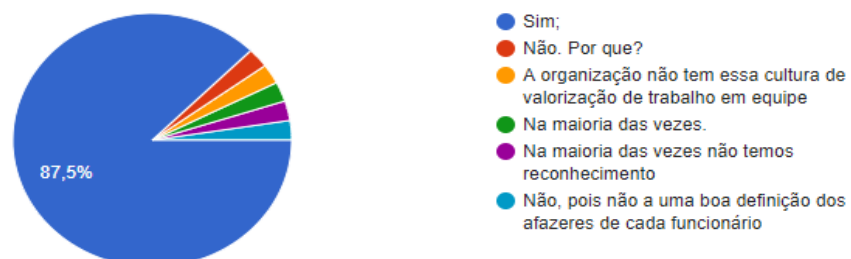 87,5%
Sim;
Não. Por que?
A organização não tem essa cultura de
valorização de trabalho em equipe
Na maioria das vezes.
Na maioria das vezes não temos
reconhecimento
Não, pois não a uma boa definição dos
afazeres de cada funcionário